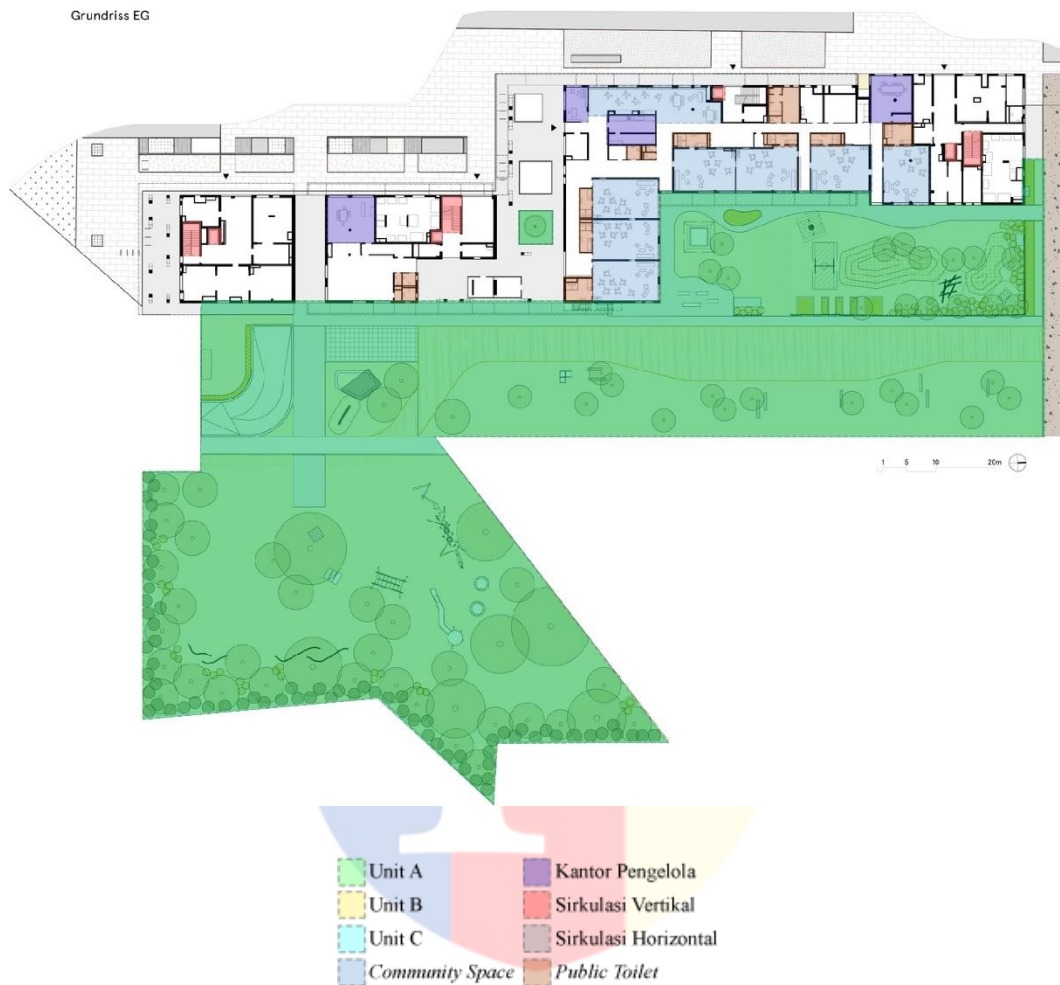 Grundriss EG
1 5 10 20m
Unit A
Kantor Pengelola
Unit B
Sirkulasi Vertikal
Unit C
Sirkulasi Horizontal
Community Space
Public Toilet